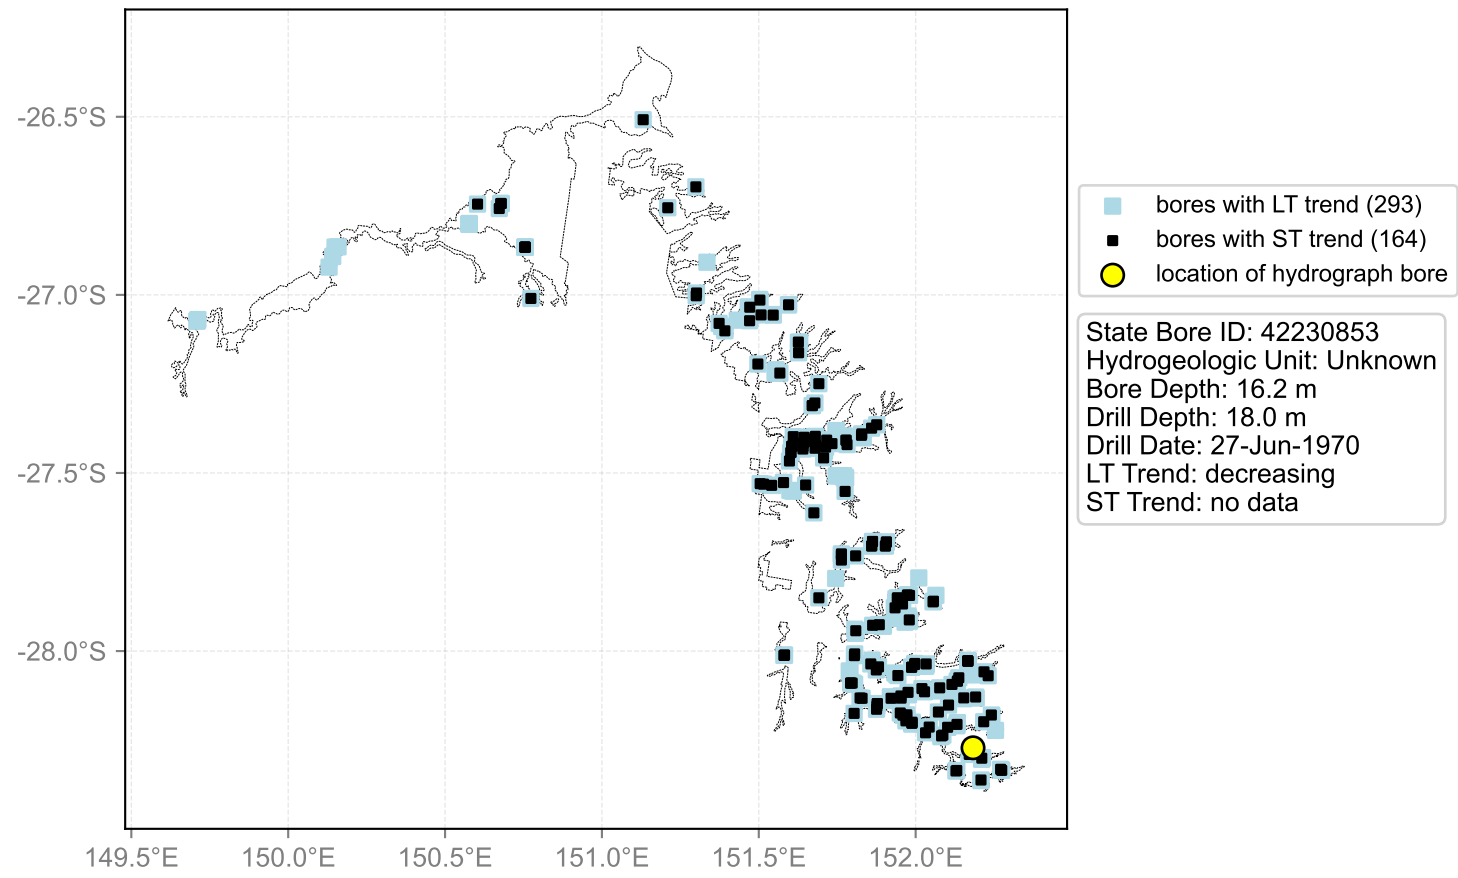 -26.5°S
-27.0°S
-27.5°S
-28.0°S
149.5°E 150.0°E 150.5°E 151.0°E 151.5°E 152.0°E
bores with LT trend (293)
bores with ST trend (164)
location of hydrograph bore
State Bore ID: 42230853
Hydrogeologic Unit: Unknown
Bore Depth: 16.2 m
Drill Depth: 18.0 m
Drill Date: 27-Jun-1970
LT Trend: decreasing
ST Trend: no data